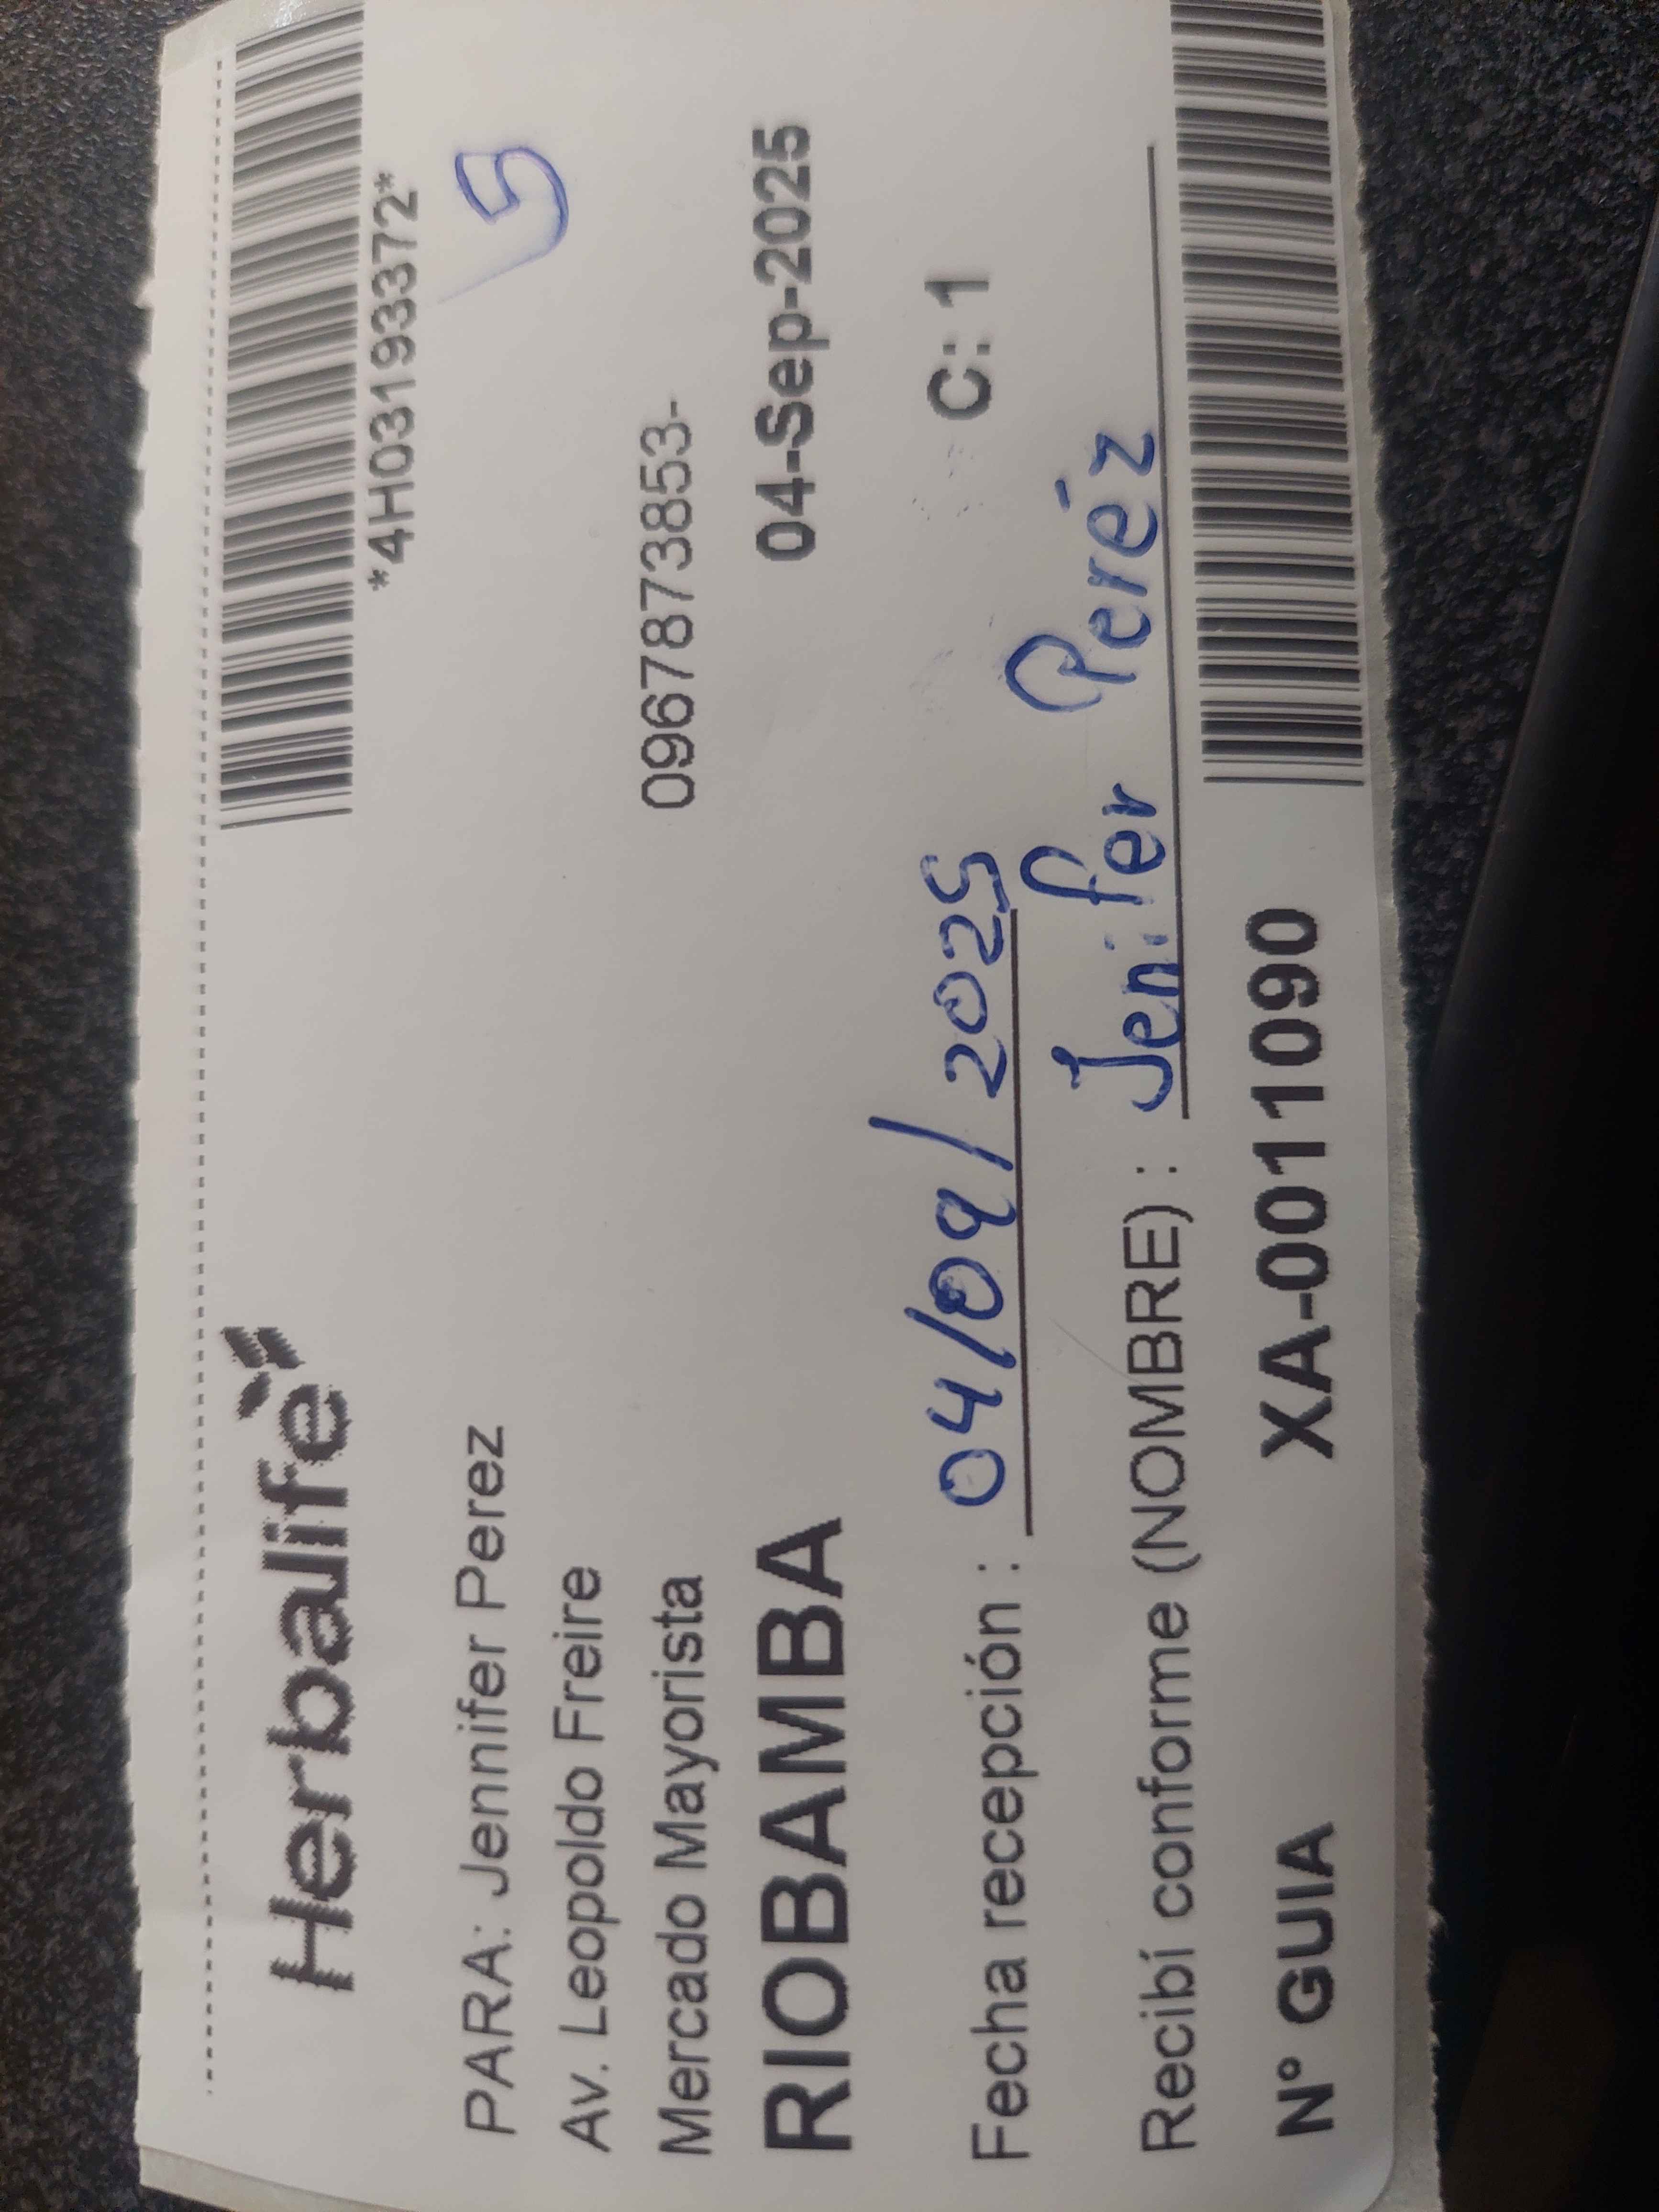 Herbalife
*4H03193372*
PARA: Jennifer Perez
5
Av. Leopoldo Freire
Mercado Mayorista
0967873853-
RIOBAMBA
04-Sep-2025
Fecha recepción : 04/09/2025
C: 1
Recibí conforme (NOMBRE) : Jenifer Peréz
N° GUIA
XA-0011090